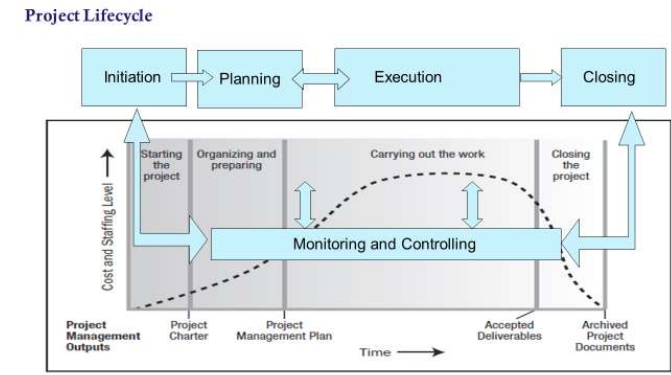 Project Lifecycle
Initiation
Planning
Execution
Closing
Starting
the
project
Organizing and
preparing
Carrying out the work
Closing
the
project
Cost and Staffing Level
Monitoring and Controlling
Project
Management
Outputs
Project
Charter
Project
Management Plan
Accepted
Deliverables
Archived
Project
Documents
Time